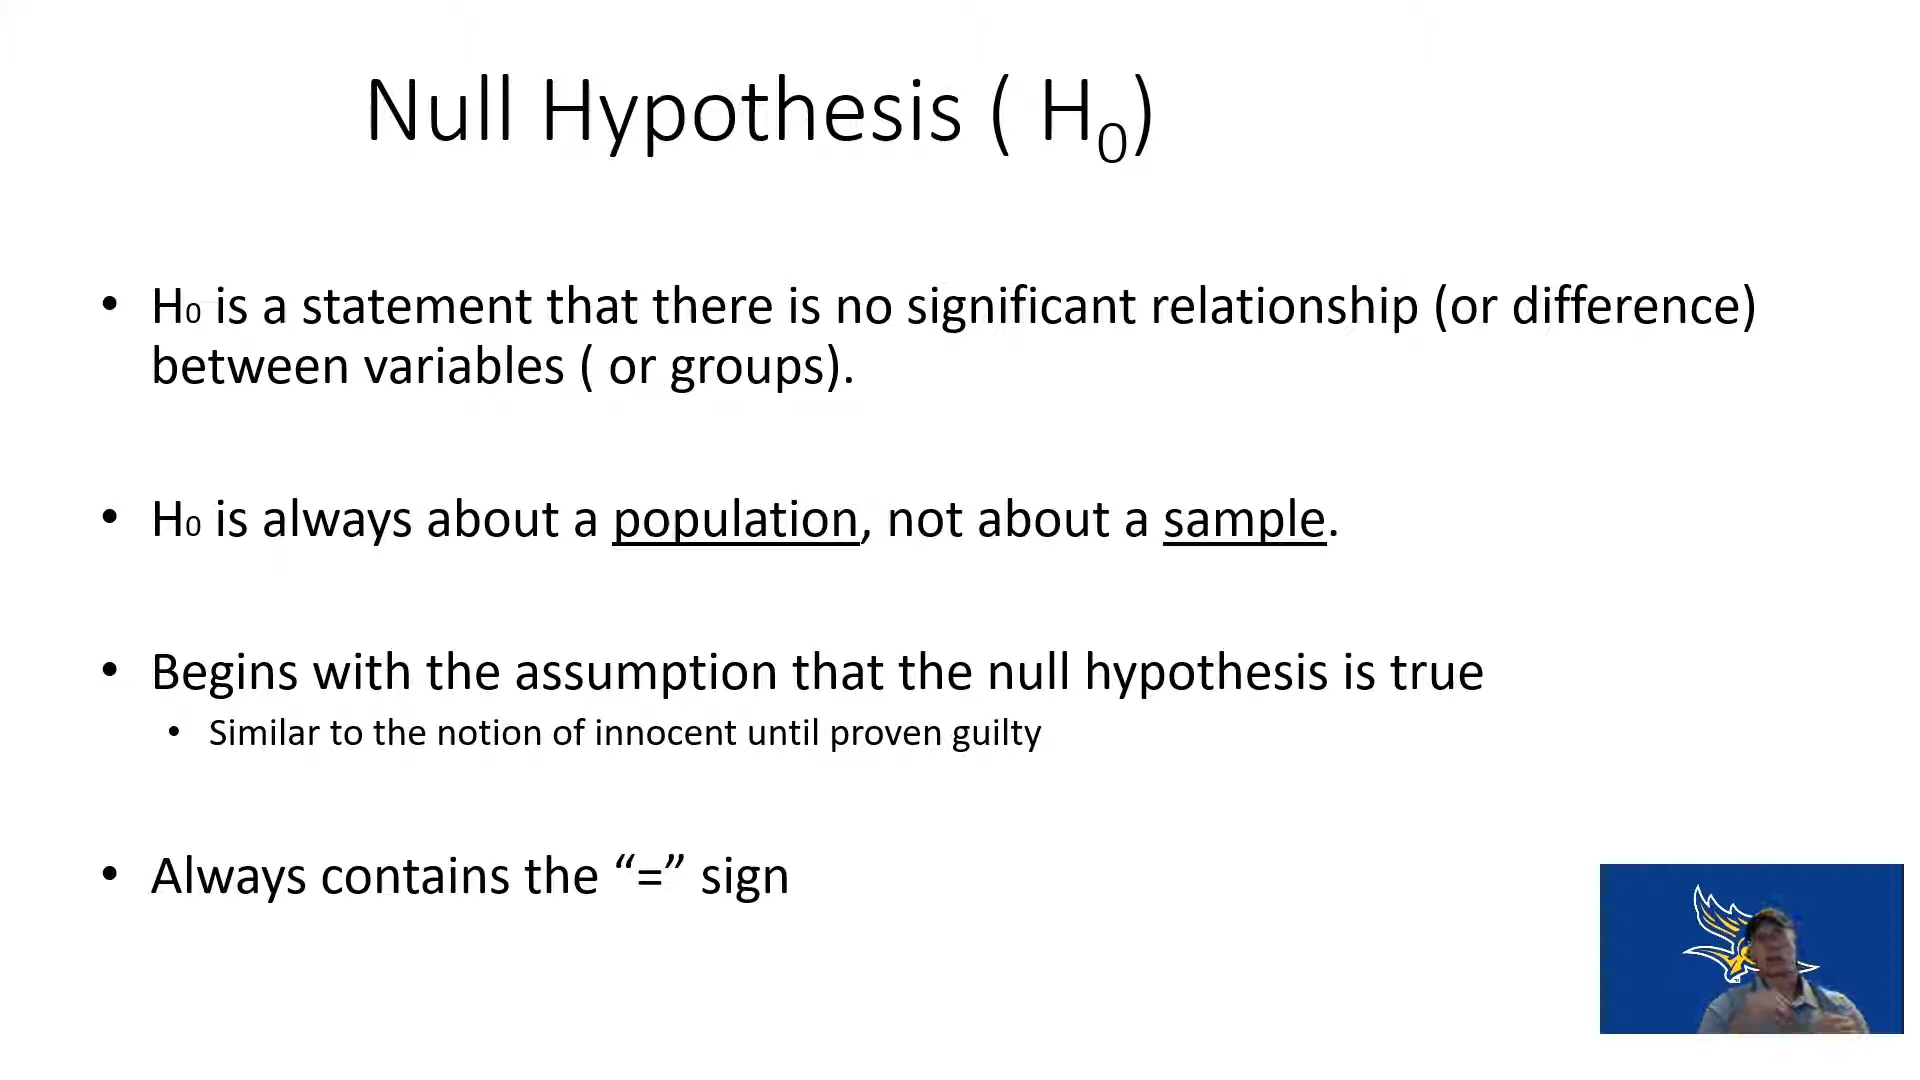 Null Hypothesis ( H₀)
• H₀ is a statement that there is no significant relationship (or difference)
between variables ( or groups).
• H₀ is always about a population, not about a sample.
• Begins with the assumption that the null hypothesis is true
• Similar to the notion of innocent until proven guilty
• Always contains the “=” sign